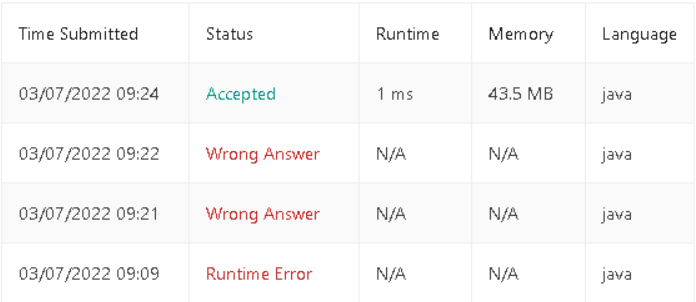 Time Submitted Status Runtime Memory Language
03/07/2022 09:24 Accepted 1 ms 43.5 MB java
03/07/2022 09:22 Wrong Answer N/A N/A java
03/07/2022 09:21 Wrong Answer N/A N/A java
03/07/2022 09:09 Runtime Error N/A N/A java